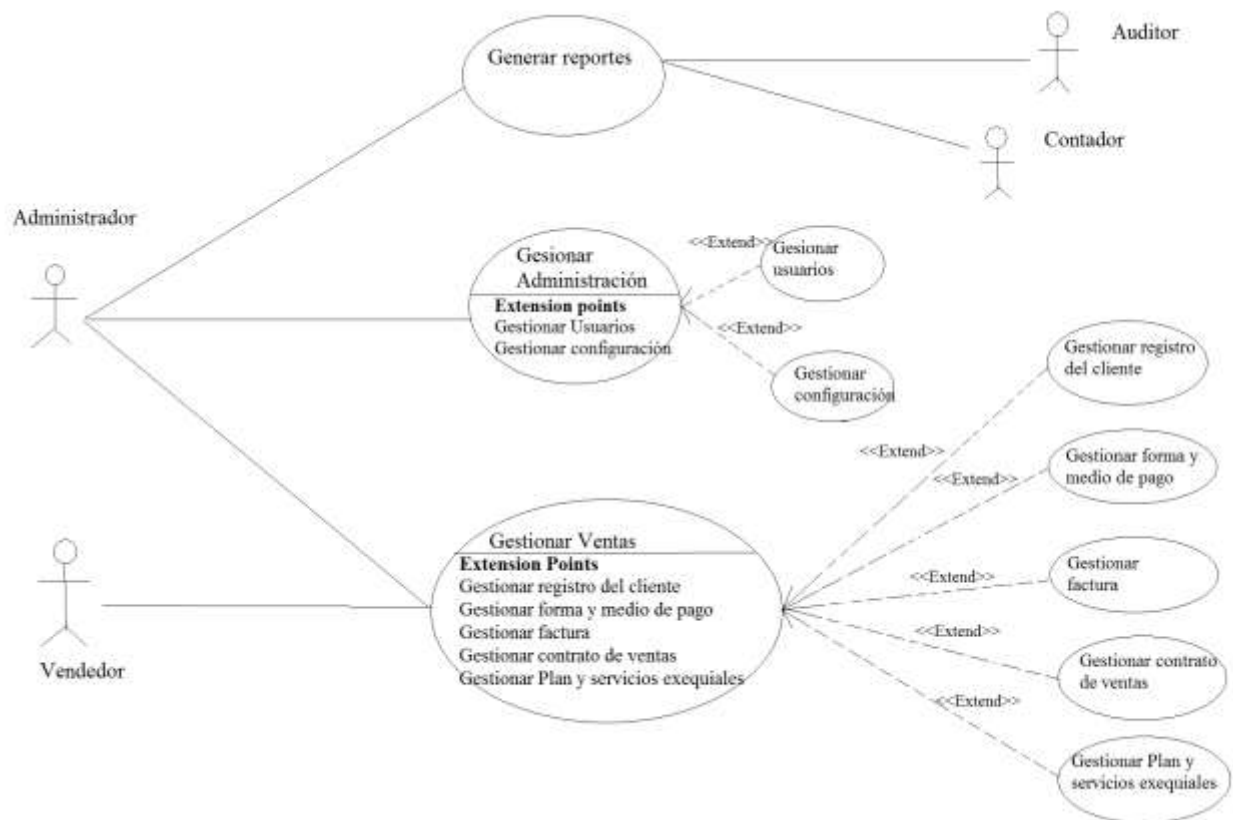 Generar reportes
Auditor
Contador
Administrador
Gesionar
Administración
Extension points
Gestionar Usuarios
Gestionar configuración
<<Extend>>
Gesionar
usuarios
<<Extend>>
Gestionar
configuración
Vendedor
Gestionar Ventas
Extension Points
Gestionar registro del cliente
Gestionar forma y medio de pago
Gestionar factura
Gestionar contrato de ventas
Gestionar Plan y servicios exequiales
<<Extend>>
Gestionar registro
del cliente
<<Extend>>
Gestionar forma y
medio de pago
<<Extend>>
Gestionar
factura
<<Extend>>
Gestionar contrato
de ventas
<<Extend>>
Gestionar Plan y
servicios exequiales